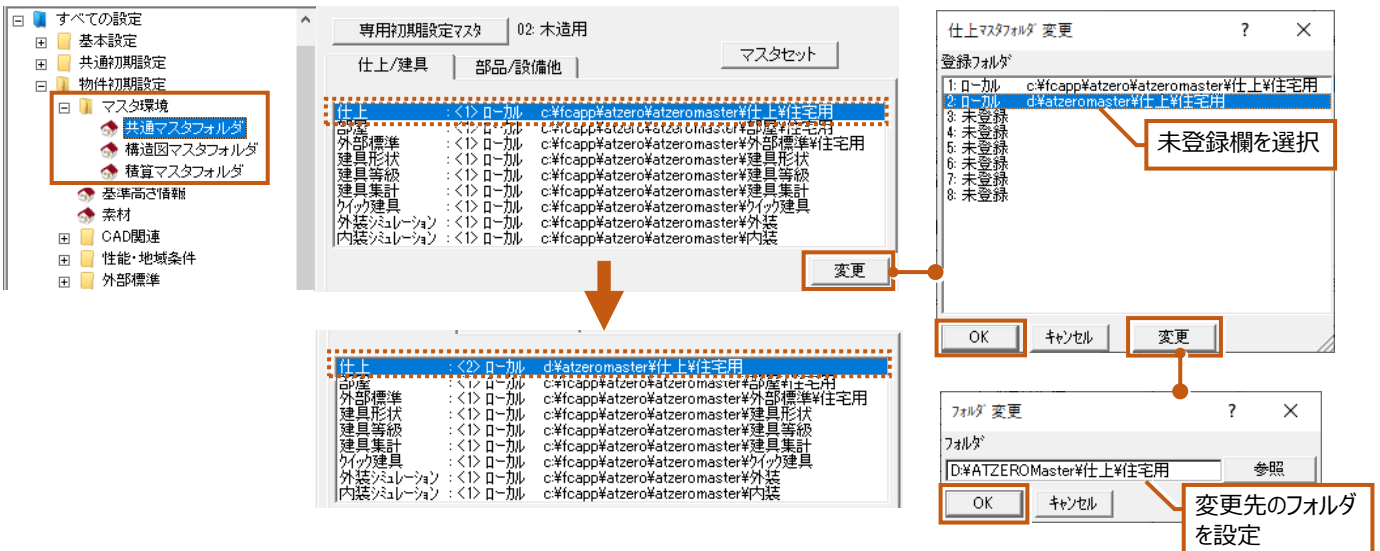 すべての設定
基本設定
共通初期設定
物件初期設定
マスタ環境
共通マスタフォルダ
構造図マスタフォルダ
積算マスタフォルダ
基準高さ情報
素材
CAD関連
性能・地域条件
外部標準
専用初期設定マスタ 02: 木造用
マスタセット
仕上/建具 部品/設備他
仕上 : <1> ローカル c:¥fcapp¥atzero¥atzeromaster¥仕上¥住宅用
部屋 : <1> ローカル c:¥fcapp¥atzero¥atzeromaster¥部屋¥住宅用
外部標準 : <1> ローカル c:¥fcapp¥atzero¥atzeromaster¥外部標準¥住宅用
建具形状 : <1> ローカル c:¥fcapp¥atzero¥atzeromaster¥建具形状
建具等級 : <1> ローカル c:¥fcapp¥atzero¥atzeromaster¥建具等級
建具集計 : <1> ローカル c:¥fcapp¥atzero¥atzeromaster¥建具集計
クイック建具 : <1> ローカル c:¥fcapp¥atzero¥atzeromaster¥クイック建具
外装シミュレーション : <1> ローカル c:¥fcapp¥atzero¥atzeromaster¥外装
内装シミュレーション : <1> ローカル c:¥fcapp¥atzero¥atzeromaster¥内装
変更
仕上 : <2> ローカル d:¥atzeromaster¥仕上¥住宅用
部屋 : <1> ローカル c:¥fcapp¥atzero¥atzeromaster¥部屋¥住宅用
外部標準 : <1> ローカル c:¥fcapp¥atzero¥atzeromaster¥外部標準¥住宅用
建具形状 : <1> ローカル c:¥fcapp¥atzero¥atzeromaster¥建具形状
建具等級 : <1> ローカル c:¥fcapp¥atzero¥atzeromaster¥建具等級
建具集計 : <1> ローカル c:¥fcapp¥atzero¥atzeromaster¥建具集計
クイック建具 : <1> ローカル c:¥fcapp¥atzero¥atzeromaster¥クイック建具
外装シミュレーション : <1> ローカル c:¥fcapp¥atzero¥atzeromaster¥外装
内装シミュレーション : <1> ローカル c:¥fcapp¥atzero¥atzeromaster¥内装
仕上マスタフォルダ 変更 ? ×
登録フォルダ
1: ローカル c:¥fcapp¥atzero¥atzeromaster¥仕上¥住宅用
2: ローカル d:¥atzeromaster¥仕上¥住宅用
3: 未登録
4: 未登録
5: 未登録
6: 未登録
7: 未登録
8: 未登録
未登録欄を選択
OK キャンセル 変更
フォルダ 変更 ? ×
フォルダ
D:¥ATZEROMaster¥仕上¥住宅用 参照
OK キャンセル
変更先のフォルダ
を設定